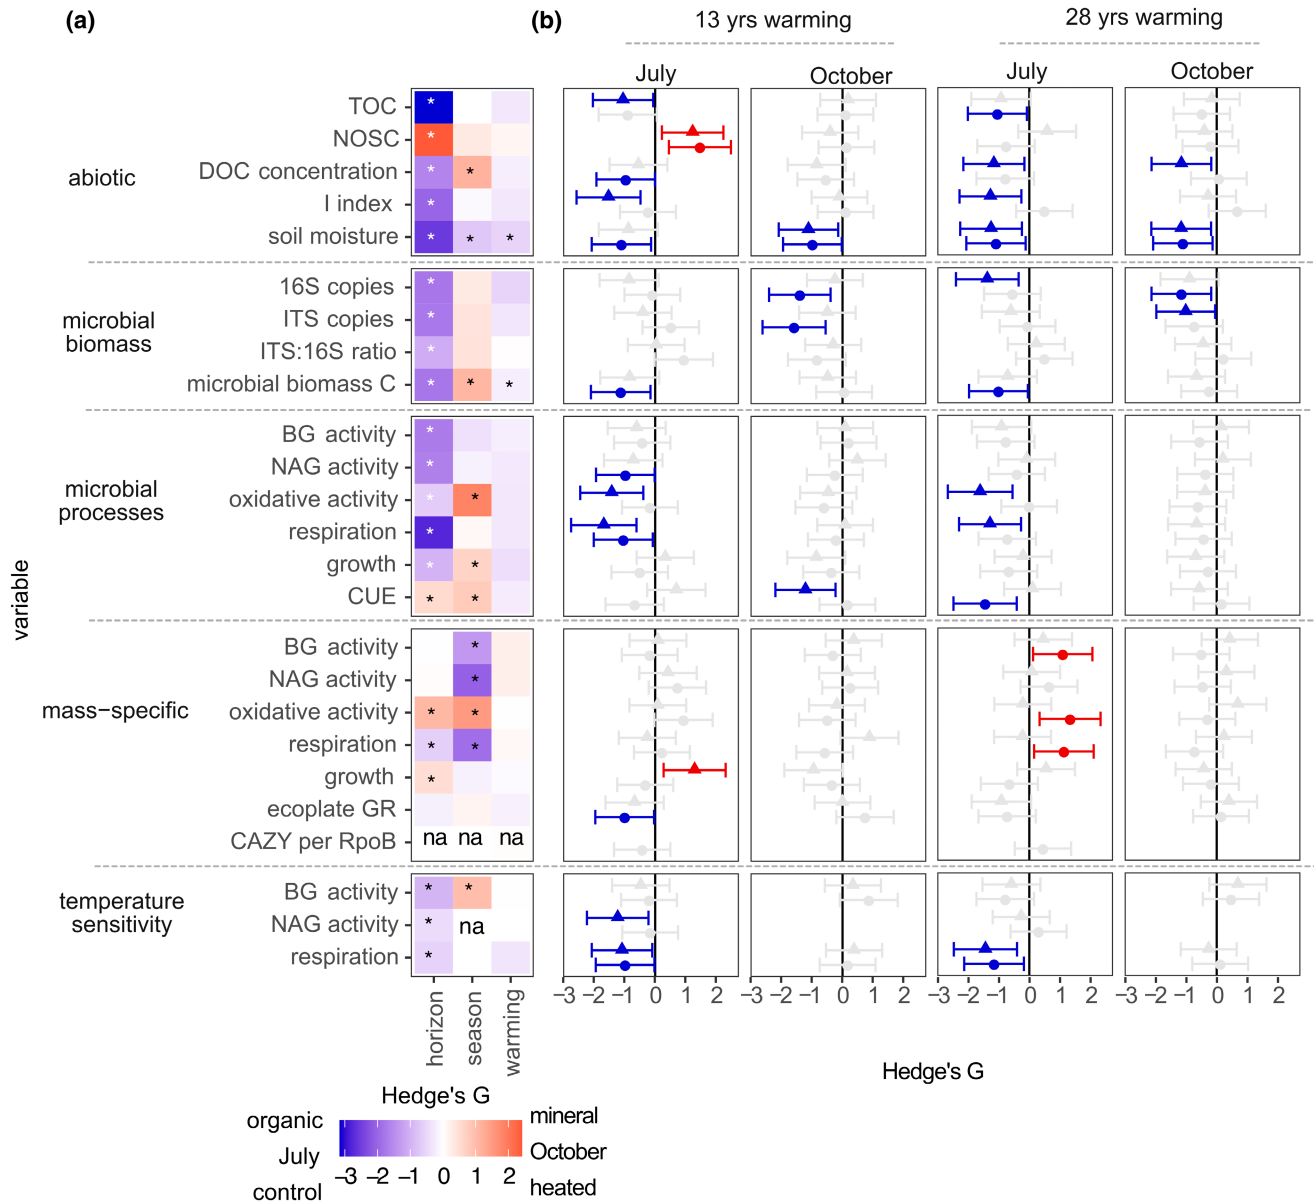 (a)
(b)
13 yrs warming
28 yrs warming
July
October
July
October
variable
abiotic
TOC
*
NOSC
*
DOC concentration
* *
I index
*
soil moisture
* * *
microbial
biomass
16S copies
*
ITS copies
*
ITS:16S ratio
*
microbial biomass C
* * *
microbial
processes
BG activity
*
NAG activity
*
oxidative activity
* *
respiration
*
growth
* *
CUE
* *
mass−specific
BG activity
*
NAG activity
*
oxidative activity
* *
respiration
* *
growth
*
ecoplate GR
CAZY per RpoB
na na na
temperature
sensitivity
BG activity
* *
NAG activity
* na
respiration
*
horizon
season
warming
−3 −2 −1 0 1 2
−3 −2 −1 0 1 2
−3 −2 −1 0 1 2
−3 −2 −1 0 1 2
Hedge's G
Hedge's G
organic
July
control
−3 −2 −1 0 1 2
mineral
October
heated